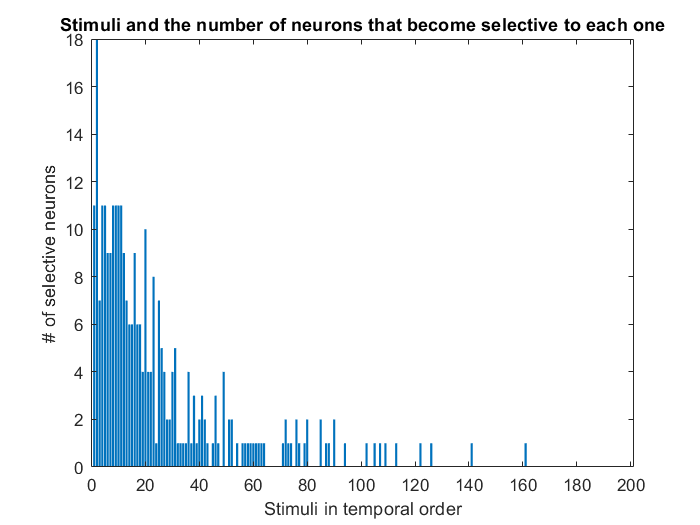 Stimuli and the number of neurons that become selective to each one
18
16
14
12
10
8
6
4
2
0
# of selective neurons
0 20 40 60 80 100 120 140 160 180 200
Stimuli in temporal order